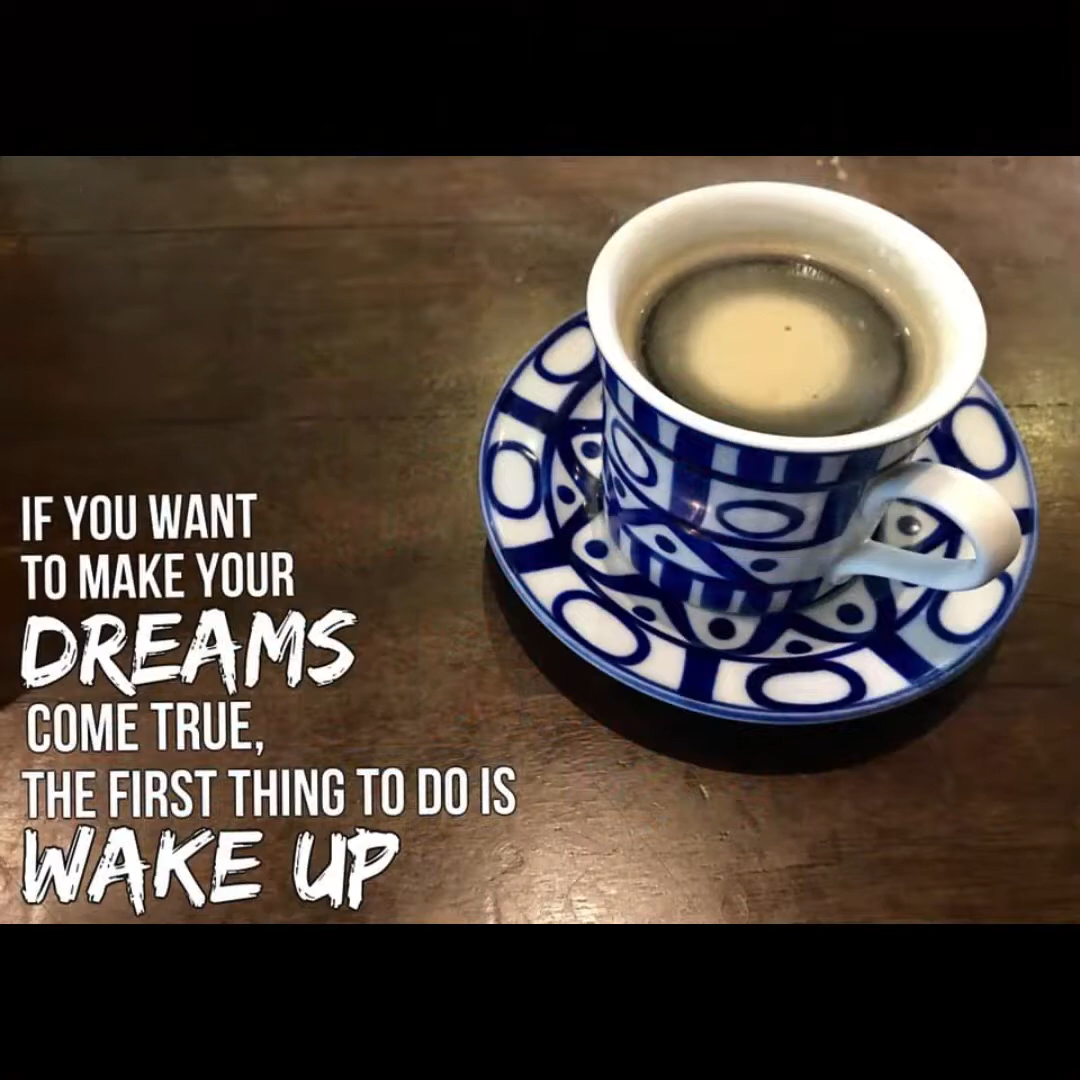 IF YOU WANT
TO MAKE YOUR
DREAMS
COME TRUE,
THE FIRST THING TO DO IS
WAKE UP